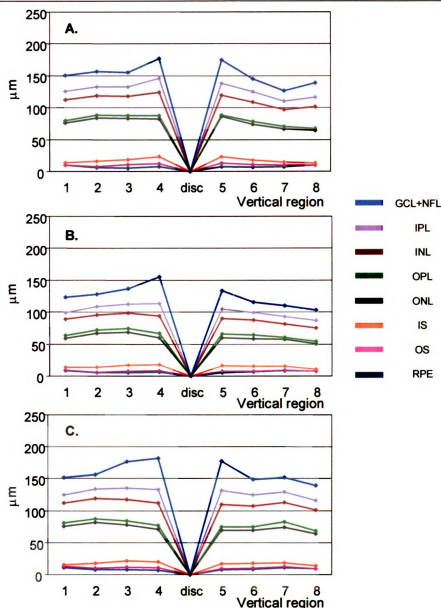 A.
250
200
150
100
50
0
μm
1 2 3 4 disc 5 6 7 8
Vertical region
B.
250
200
150
100
50
0
μm
1 2 3 4 disc 5 6 7 8
Vertical region
C.
250
200
150
100
50
0
μm
1 2 3 4 disc 5 6 7 8
Vertical region
GCL+NFL
IPL
INL
OPL
ONL
IS
OS
RPE